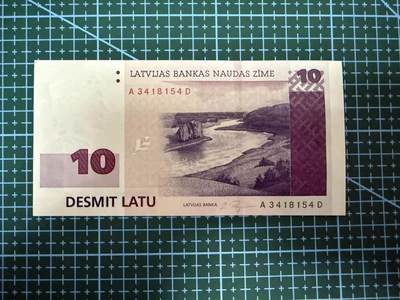 LATVIJAS BANKAS NAUDAS ZĪME
10
A 3418154 D
10
DESMIT LATU
LATVIJAS BANKA
A 3418154 D